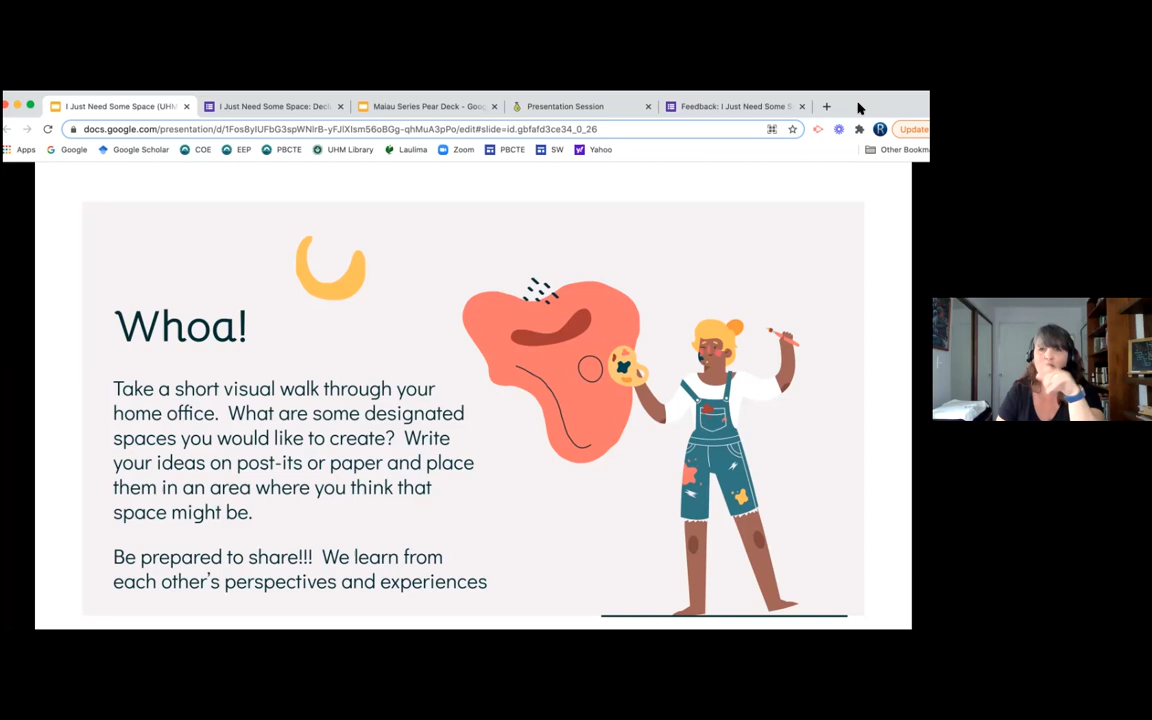 I Just Need Some Space (UHM
I Just Need Some Space: Decl
Maiau Series Pear Deck - Goog
Presentation Session
Feedback: I Just Need Some S
docs.google.com/presentation/d/1Fos8yIUFbG3spWNlrB-yFJlXIsm56oBGg-qhMuA3pPo/edit#slide=id.gbfafd3ce34_0_26
Update
Apps
Google
Google Scholar
COE
EEP
PBCTE
UHM Library
Laulima
Zoom
PBCTE
SW
Yahoo
Other Bookm
Whoa!
Take a short visual walk through your
home office. What are some designated
spaces you would like to create? Write
your ideas on post-its or paper and place
them in an area where you think that
space might be.
Be prepared to share!!! We learn from
each other's perspectives and experiences